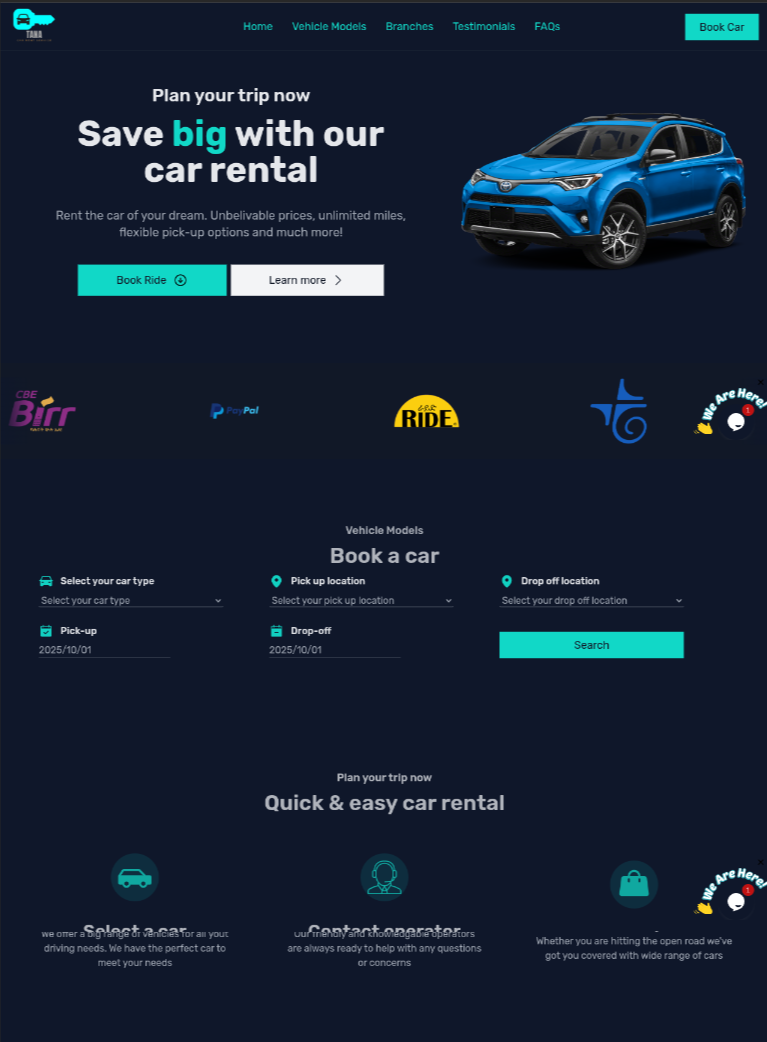 TANA
Home Vehicle Models Branches Testimonials FAQs
Book Car
Plan your trip now
Save big with our
car rental
Rent the car of your dream. Unbelivable prices, unlimited miles,
flexible pick-up options and much more!
Book Ride
Learn more
CBE
Birr
PayPal
RIDE
We Are Here!
1
Vehicle Models
Book a car
Select your car type
Select your car type
Pick up location
Select your pick up location
Drop off location
Select your drop off location
Pick-up
2025/10/01
Drop-off
2025/10/01
Search
Plan your trip now
Quick & easy car rental
We Are Here!
1
Select a car
We offer a big range of vehicles for all your
driving needs. We have the perfect car to
meet your needs
Contact operator
Our friendly and knowledgable operators
are always ready to help with any questions
or concerns
Whether you are hitting the open road we've
got you covered with wide range of cars